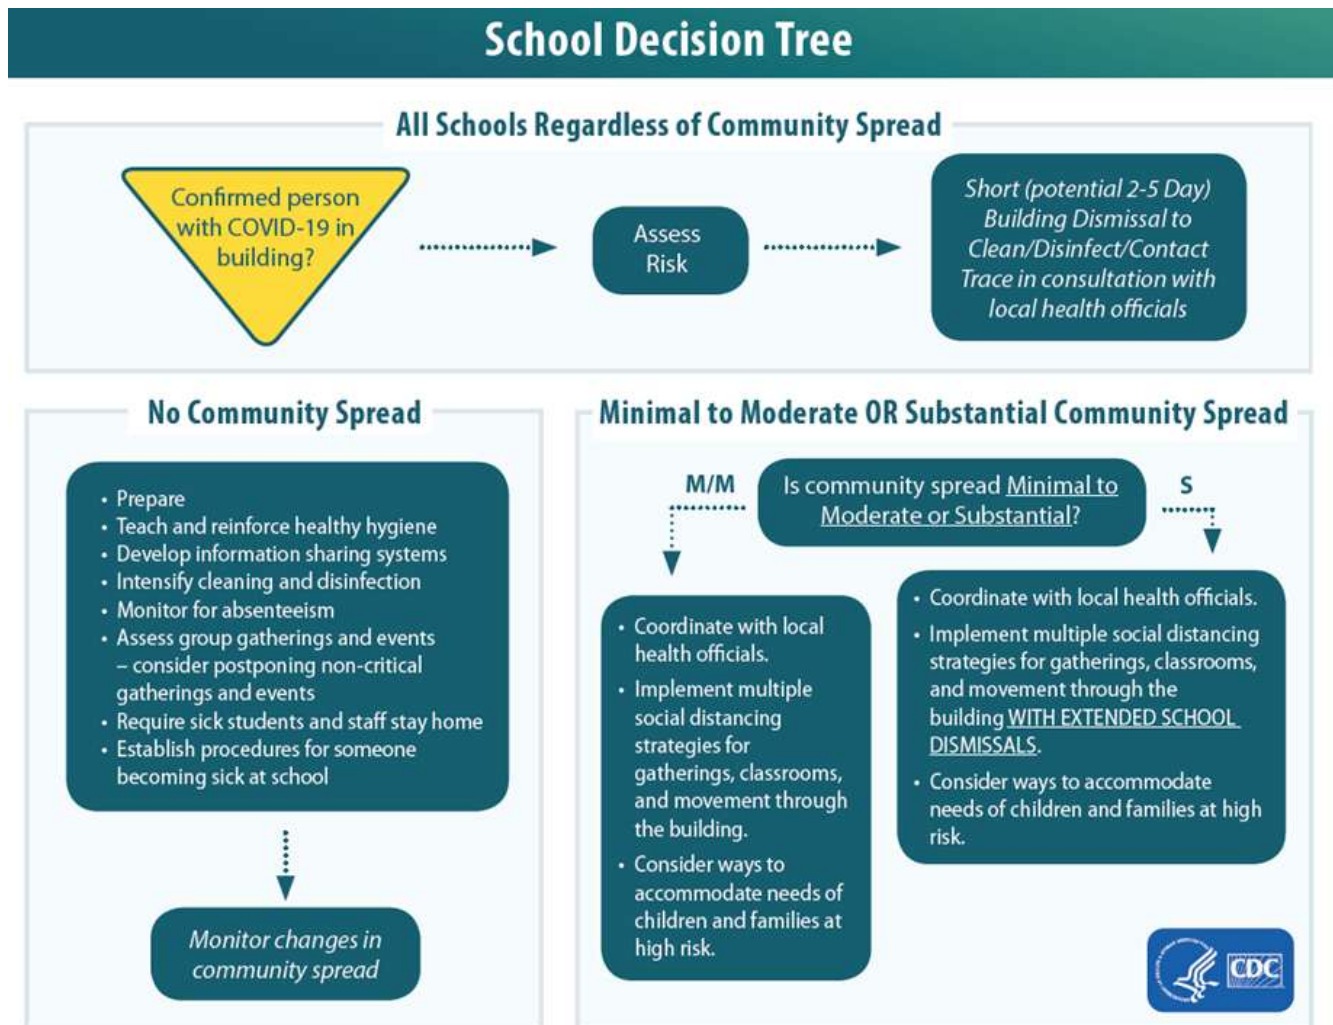 School Decision Tree
All Schools Regardless of Community Spread
Confirmed person
with COVID-19 in
building?
Assess
Risk
Short (potential 2-5 Day)
Building Dismissal to
Clean/Disinfect/Contact
Trace in consultation with
local health officials
No Community Spread
• Prepare
• Teach and reinforce healthy hygiene
• Develop information sharing systems
• Intensify cleaning and disinfection
• Monitor for absenteeism
• Assess group gatherings and events
– consider postponing non-critical
gatherings and events
• Require sick students and staff stay home
• Establish procedures for someone
becoming sick at school
Monitor changes in
community spread
Minimal to Moderate OR Substantial Community Spread
M/M
Is community spread Minimal to
Moderate or Substantial?
S
• Coordinate with local
health officials.
• Implement multiple
social distancing
strategies for
gatherings, classrooms,
and movement through
the building.
• Consider ways to
accommodate needs of
children and families at
high risk.
• Coordinate with local health officials.
• Implement multiple social distancing
strategies for gatherings, classrooms,
and movement through the
building WITH EXTENDED SCHOOL
DISMISSALS.
• Consider ways to accommodate
needs of children and families at high
risk.
CDC